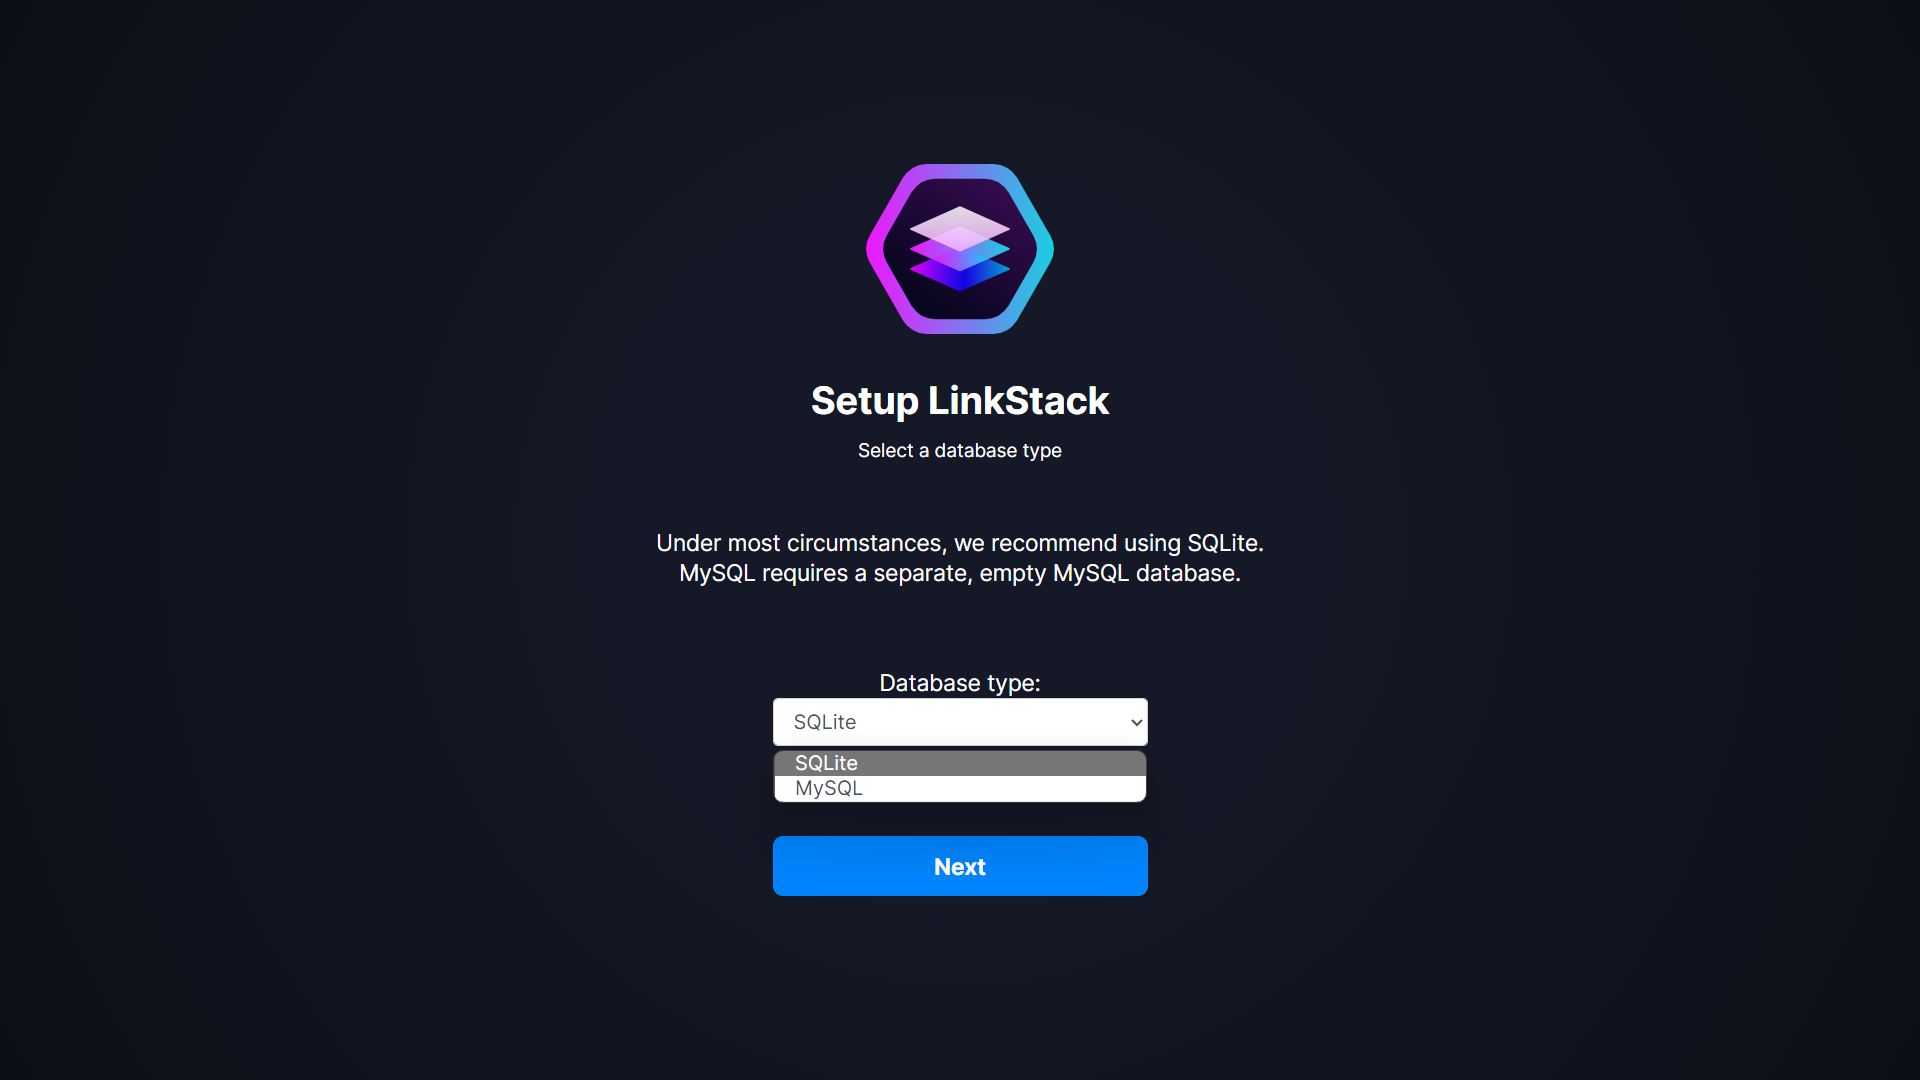 Setup LinkStack
Select a database type
Under most circumstances, we recommend using SQLite.
MySQL requires a separate, empty MySQL database.
Database type:
SQLite
SQLite
MySQL
Next